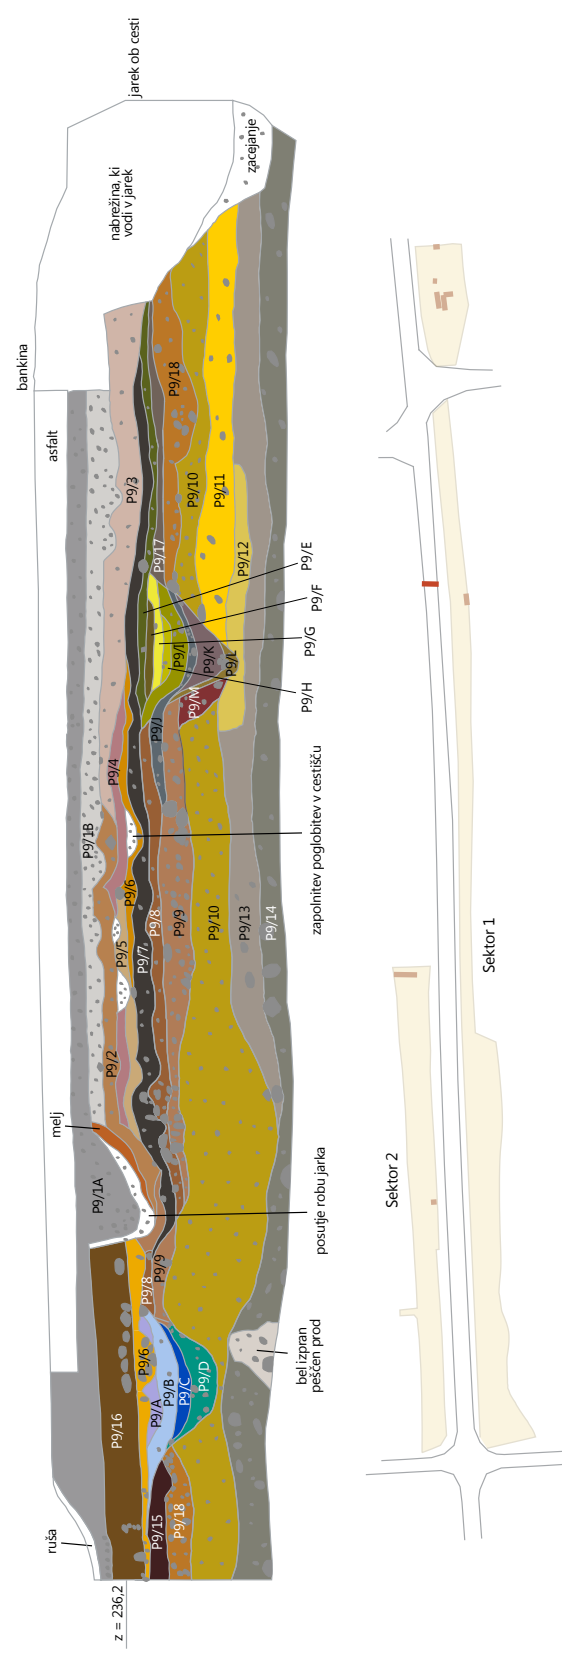 jarek ob cesti
zacejanje
nabrežina, ki
vodi v jarek
bankina
asfalt
P9/18
P9/3
P9/10
P9/11
P9/17
P9/12
P9/E
P9/F
P9/G
P9/H
P9/I
P9/K
P9/L
P9/M
P9/J
P9/4
zapolnitev poglobitev v cestišču
P9/1B
P9/6
P9/5
P9/7
P9/8
P9/9
P9/10
P9/13
P9/14
P9/2
melj
P9/1A
posutje robu jarka
P9/9
P9/8
bel izpran
peščen prod
P9/6
P9/A
P9/B
P9/C
P9/D
P9/16
P9/15
P9/18
ruša
z = 236,2
Sektor 1
Sektor 2